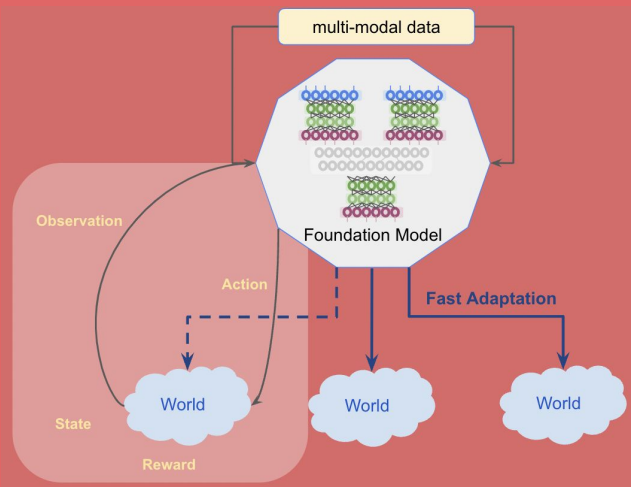 multi-modal data
Foundation Model
Observation
Action
Fast Adaptation
World
World
World
State
Reward